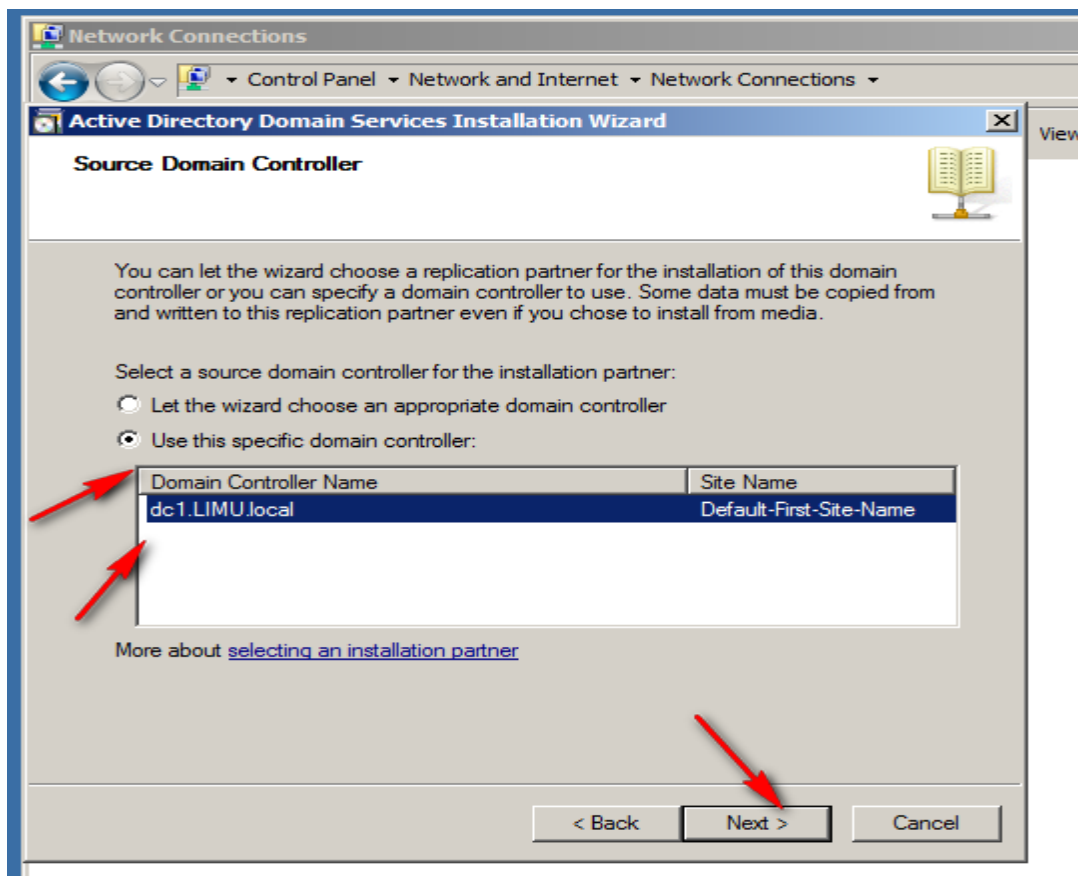 Network Connections
Control Panel Network and Internet Network Connections
Active Directory Domain Services Installation Wizard
View
Source Domain Controller
You can let the wizard choose a replication partner for the installation of this domain
controller or you can specify a domain controller to use. Some data must be copied from
and written to this replication partner even if you chose to install from media.
Select a source domain controller for the installation partner:
Let the wizard choose an appropriate domain controller
Use this specific domain controller:
Domain Controller Name Site Name
dc1.LIMU.local Default-First-Site-Name
More about selecting an installation partner
< Back Next > Cancel